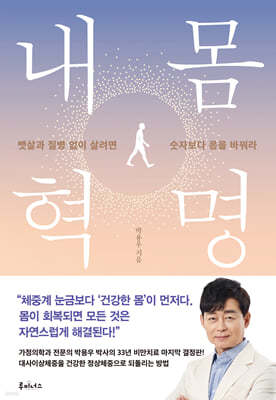 내 몸
혁명
뱃살과 질병 없이 살려면 숫자보다 몸을 바꿔라
박용우 지음
“체중계 눈금보다 ‘건강한 몸’이 먼저다.
몸이 회복되면 모든 것은
자연스럽게 해결된다!”
가정의학과 전문의 박용우 박사의 33년 비만치료 마지막 결정판!
대사이상체중을 건강한 정상체중으로 되돌리는 방법
루미너스